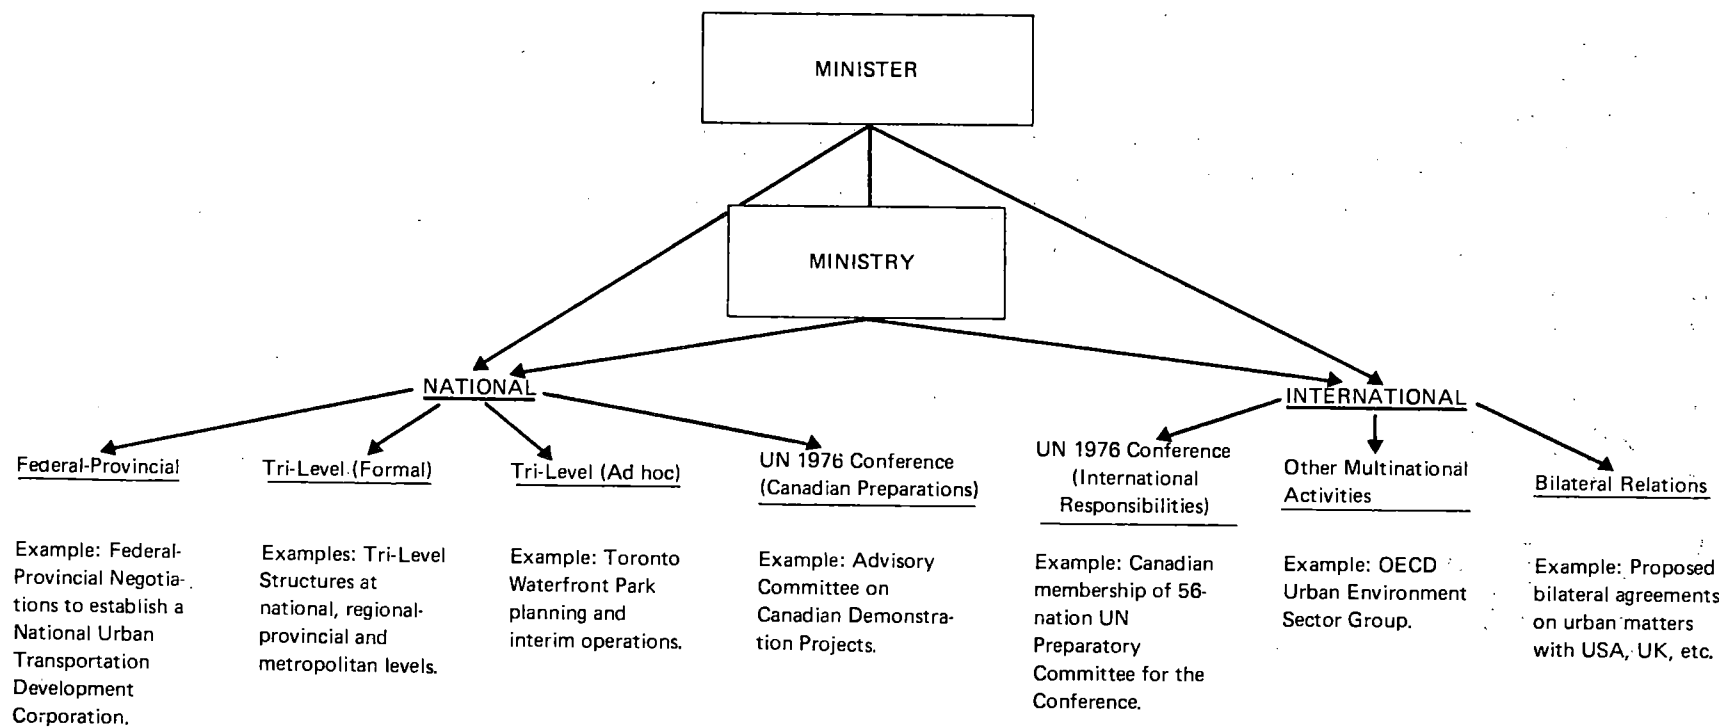 MINISTER
MINISTRY
NATIONAL
INTERNATIONAL
Federal-Provincial
Tri-Level (Formal)
Tri-Level (Ad hoc)
UN 1976 Conference
(Canadian Preparations)
UN 1976 Conference
(International
Responsibilities)
Other Multinational
Activities
Bilateral Relations
Example: Federal-
Provincial Negotia-
tions to establish a
National Urban
Transportation
Development
Corporation.
Examples: Tri-Level
Structures at
national, regional-
provincial and
metropolitan levels.
Example: Toronto
Waterfront Park
planning and
interim operations.
Example: Advisory
Committee on
Canadian Demonstra-
tion Projects.
Example: Canadian
membership of 56-
nation UN
Preparatory
Committee for the
Conference.
Example: OECD
Urban Environment
Sector Group.
Example: Proposed
bilateral agreements
on urban matters
with USA, UK, etc.